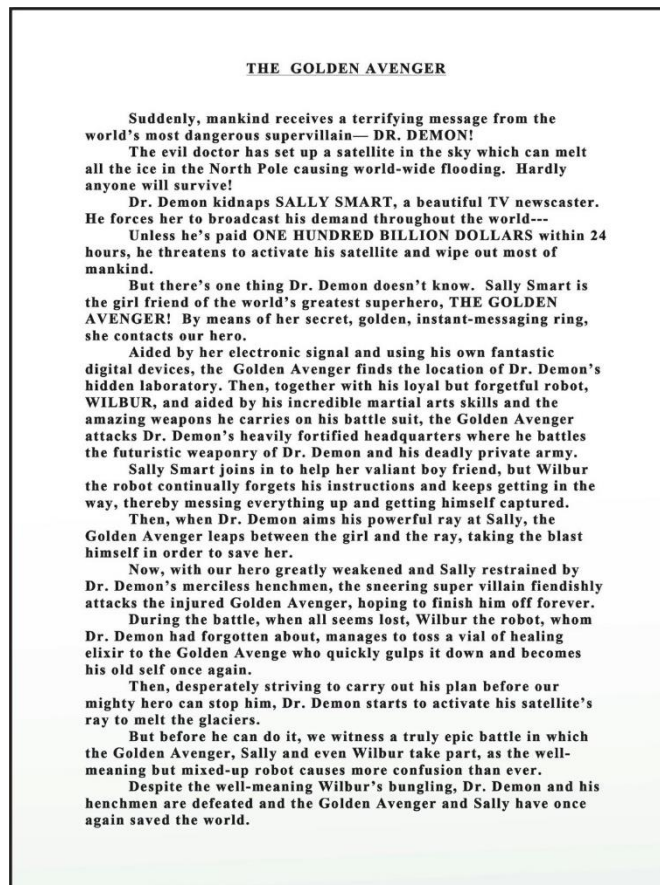 THE GOLDEN AVENGER
Suddenly, mankind receives a terrifying message from the
world's most dangerous supervillain— DR. DEMON!
The evil doctor has set up a satellite in the sky which can melt
all the ice in the North Pole causing world-wide flooding. Hardly
anyone will survive!
Dr. Demon kidnaps SALLY SMART, a beautiful TV newscaster.
He forces her to broadcast his demand throughout the world---
Unless he's paid ONE HUNDRED BILLION DOLLARS within 24
hours, he threatens to activate his satellite and wipe out most of
mankind.
But there's one thing Dr. Demon doesn't know. Sally Smart is
the girl friend of the world's greatest superhero, THE GOLDEN
AVENGER! By means of her secret, golden, instant-messaging ring,
she contacts our hero.
Aided by her electronic signal and using his own fantastic
digital devices, the Golden Avenger finds the location of Dr. Demon's
hidden laboratory. Then, together with his loyal but forgetful robot,
WILBUR, and aided by his incredible martial arts skills and the
amazing weapons he carries on his battle suit, the Golden Avenger
attacks Dr. Demon's heavily fortified headquarters where he battles
the futuristic weaponry of Dr. Demon and his deadly private army.
Sally Smart joins in to help her valiant boy friend, but Wilbur
the robot continually forgets his instructions and keeps getting in the
way, thereby messing everything up and getting himself captured.
Then, when Dr. Demon aims his powerful ray at Sally, the
Golden Avenger leaps between the girl and the ray, taking the blast
himself in order to save her.
Now, with our hero greatly weakened and Sally restrained by
Dr. Demon's merciless henchmen, the sneering super villain fiendishly
attacks the injured Golden Avenger, hoping to finish him off forever.
During the battle, when all seems lost, Wilbur the robot, whom
Dr. Demon had forgotten about, manages to toss a vial of healing
elixir to the Golden Avenge who quickly gulps it down and becomes
his old self once again.
Then, desperately striving to carry out his plan before our
mighty hero can stop him, Dr. Demon starts to activate his satellite's
ray to melt the glaciers.
But before he can do it, we witness a truly epic battle in which
the Golden Avenger, Sally and even Wilbur take part, as the well-
meaning but mixed-up robot causes more confusion than ever.
Despite the well-meaning Wilbur's bungling, Dr. Demon and his
henchmen are defeated and the Golden Avenger and Sally have once
again saved the world.